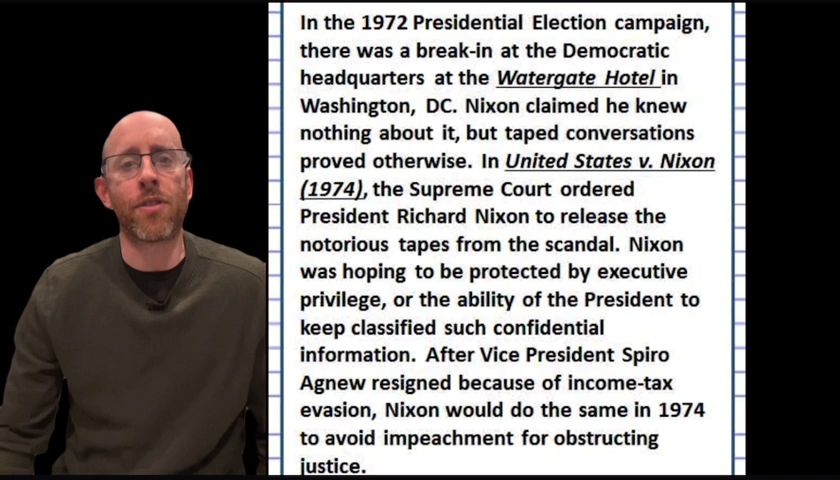 In the 1972 Presidential Election campaign,
there was a break-in at the Democratic
headquarters at the Watergate Hotel in
Washington, DC. Nixon claimed he knew
nothing about it, but taped conversations
proved otherwise. In United States v. Nixon
(1974), the Supreme Court ordered
President Richard Nixon to release the
notorious tapes from the scandal. Nixon
was hoping to be protected by executive
privilege, or the ability of the President to
keep classified such confidential
information. After Vice President Spiro
Agnew resigned because of income-tax
evasion, Nixon would do the same in 1974
to avoid impeachment for obstructing
justice.